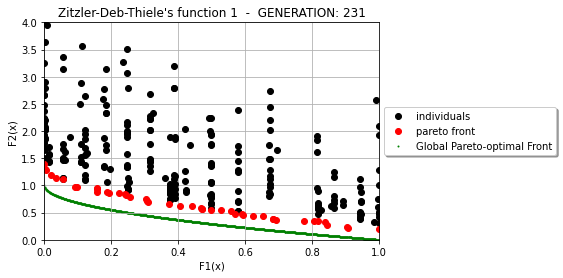 Zitzler-Deb-Thiele's function 1 - GENERATION: 231
4.0
3.5
3.0
2.5
2.0
1.5
1.0
0.5
0.0
F2(x)
0.0 0.2 0.4 0.6 0.8 1.0
F1(x)
individuals
pareto front
Global Pareto-optimal Front